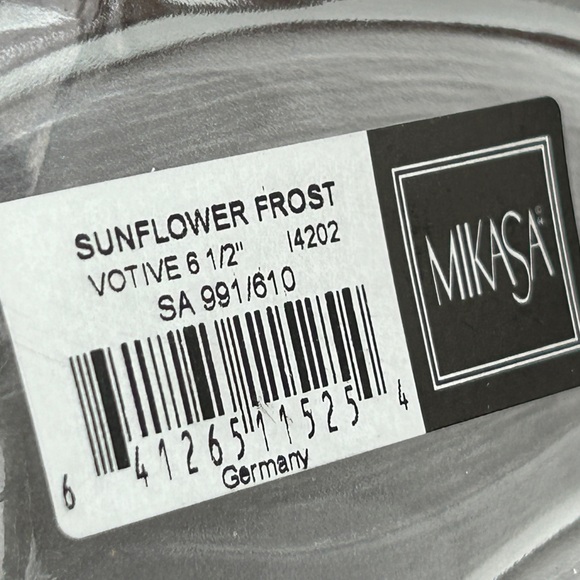 SUNFLOWER FROST
VOTIVE 6 1/2" I4202
SA 991/610
6 41265 11525 4
Germany
MIKASA